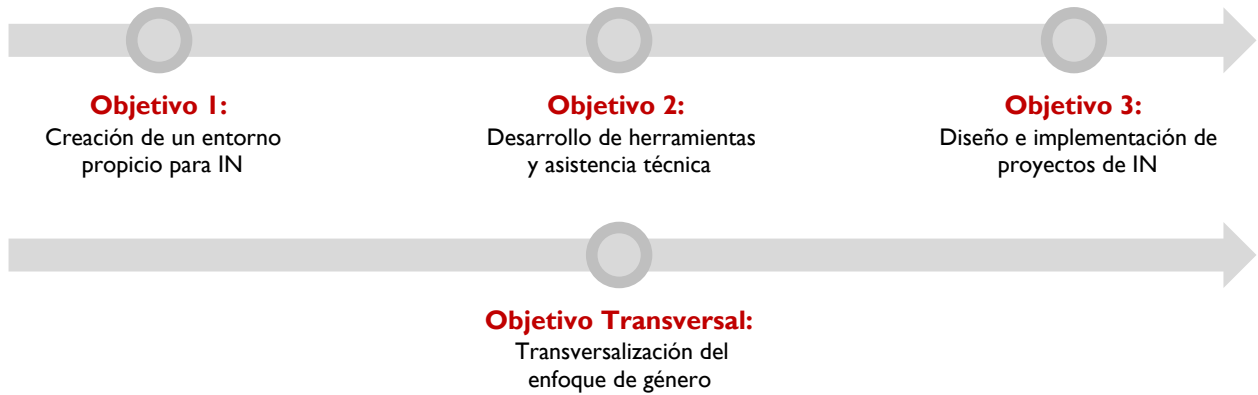 Objetivo 1:
Creación de un entorno
propicio para IN
Objetivo 2:
Desarrollo de herramientas
y asistencia técnica
Objetivo 3:
Diseño e implementación de
proyectos de IN
Objetivo Transversal:
Transversalización del
enfoque de género